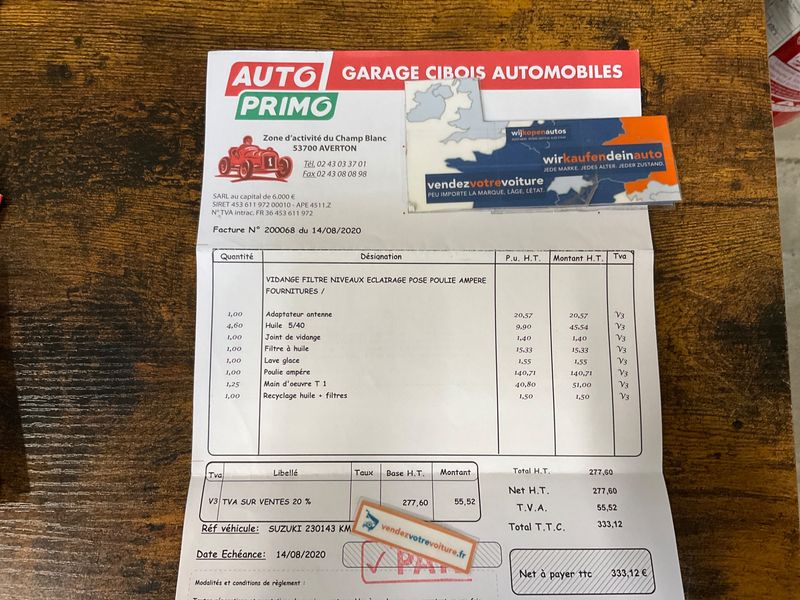 AUTO PRIMO
GARAGE CIBOIS AUTOMOBILES
Zone d'activité du Champ Blanc
53700 AVERTON
Tél. 02 43 03 37 01
Fax 02 43 08 08 98
SARL au capital de 6.000 €
SIRET 453 611 972 00010 - APE 4511.Z
N° TVA intrac. FR 36 453 611 972
wijkopenautos
wirkaufendeinauto
JEDE MARKE. JEDES ALTER. JEDER ZUSTAND.
vendezvotrevoiture
PEU IMPORTE LA MARQUE, L'ÂGE, L'ÉTAT.
Facture N° 200068 du 14/08/2020
Quantité Désignation P.u. H.T. Montant H.T. Tva
VIDANGE FILTRE NIVEAUX ECLAIRAGE POSE POULIE AMPERE
FOURNITURES /
1,00 Adaptateur antenne 20,57 20,57 V3
4,60 Huile 5/40 9,90 45,54 V3
1,00 Joint de vidange 1,40 1,40 V3
1,00 Filtre à huile 15,33 15,33 V3
1,00 Lave glace 1,55 1,55 V3
1,00 Poulie ampére 140,71 140,71 V3
1,25 Main d'oeuvre T 1 40,80 51,00 V3
1,00 Recyclage huile + filtres 1,50 1,50 V3
Tva Libellé Taux Base H.T. Montant
V3 TVA SUR VENTES 20 % 277,60 55,52
Total H.T. 277,60
Net H.T. 277,60
T.V.A. 55,52
Total T.T.C. 333,12
Réf véhicule: SUZUKI 230143 KM
vendezvotrevoiture.fr
Date Echéance: 14/08/2020
Net à payer ttc 333,12 €
Modalités et conditions de règlement :